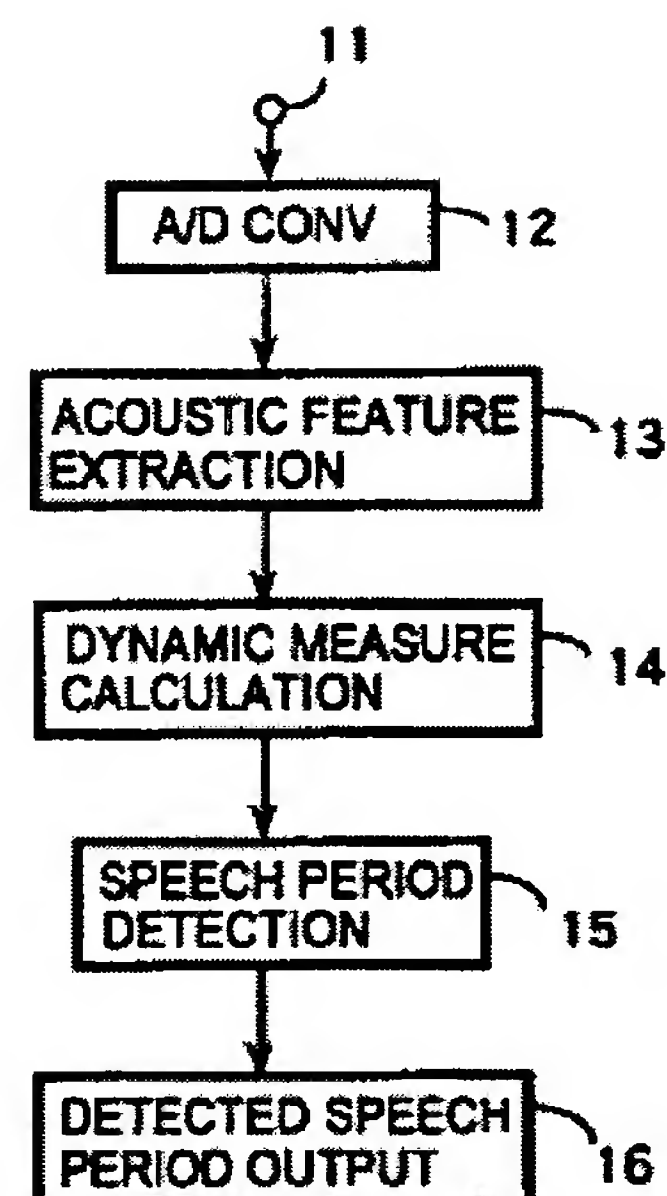 11
A/D CONV
12
ACOUSTIC FEATURE
EXTRACTION
13
DYNAMIC MEASURE
CALCULATION
14
SPEECH PERIOD
DETECTION
15
DETECTED SPEECH
PERIOD OUTPUT
16